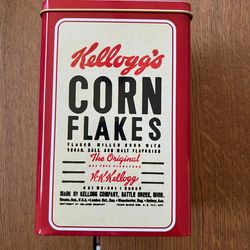 Kellogg's
CORN
FLAKES
FLAKED MILLED CORN WITH
SUGAR, SALT AND MALT FLAVORING
The Original
W.K.Kellogg
MADE BY KELLOGG COMPANY, BATTLE CREEK, MICH.